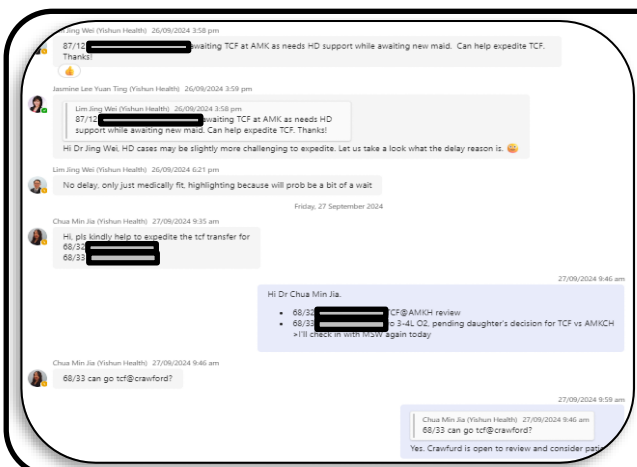 Jing Wei (Yishun Health) 26/09/2024 3:58 pm
87/12 awaiting TCF at AMK as needs HD support while awaiting new maid. Can help expedite TCF.
Thanks!
Jasmine Lee Yuan Ting (Yishun Health) 26/09/2024 3:59 pm
Lim Jing Wei (Yishun Health) 26/09/2024 3:58 pm
87/12 awaiting TCF at AMK as needs HD
support while awaiting new maid. Can help expedite TCF. Thanks!
Hi Dr Jing Wei, HD cases may be slightly more challenging to expedite. Let us take a look what the delay reason is. 😄
Lim Jing Wei (Yishun Health) 26/09/2024 6:21 pm
No delay, only just medically fit, highlighting because will prob be a bit of a wait
Friday, 27 September 2024
Chua Min Jia (Yishun Health) 27/09/2024 9:35 am
Hi, pls kindly help to expedite the tcf transfer for
68/32
68/33
27/09/2024 9:46 am
Hi Dr Chua Min Jia.
• 68/32 TCF@AMKH review
• 68/33 o 3-4L O2, pending daughter's decision for TCF vs AMKCH
>I'll check in with MSW again today
Chua Min Jia (Yishun Health) 27/09/2024 9:46 am
68/33 can go tcf@crawford?
27/09/2024 9:59 am
Chua Min Jia (Yishun Health) 27/09/2024 9:46 am
68/33 can go tcf@crawford?
Yes. Crawfurd is open to review and consider